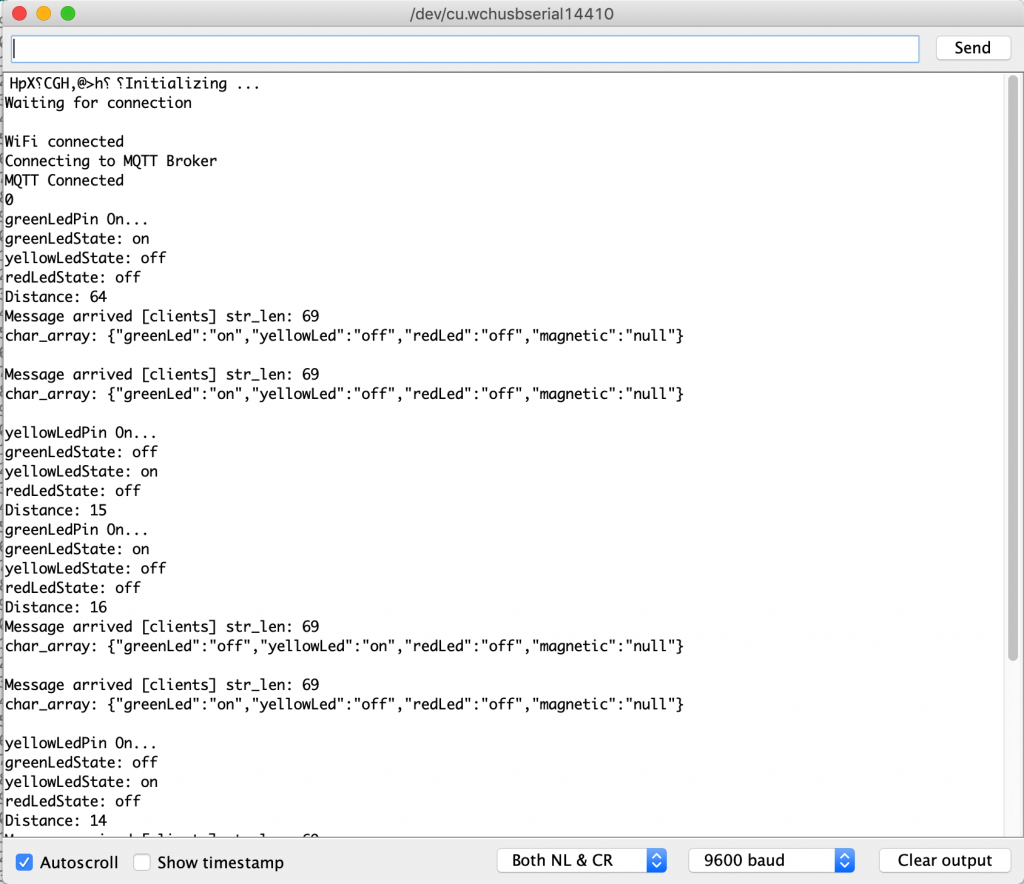 /dev/cu.wchusbserial14410
Send
HpX⸮CGH,@>h⸮ ⸮Initializing ...
Waiting for connection
WiFi connected
Connecting to MQTT Broker
MQTT Connected
0
greenLedPin On...
greenLedState: on
yellowLedState: off
redLedState: off
Distance: 64
Message arrived [clients] str_len: 69
char_array: {"greenLed":"on","yellowLed":"off","redLed":"off","magnetic":"null"}
Message arrived [clients] str_len: 69
char_array: {"greenLed":"on","yellowLed":"off","redLed":"off","magnetic":"null"}
yellowLedPin On...
greenLedState: off
yellowLedState: on
redLedState: off
Distance: 15
greenLedPin On...
greenLedState: on
yellowLedState: off
redLedState: off
Distance: 16
Message arrived [clients] str_len: 69
char_array: {"greenLed":"off","yellowLed":"on","redLed":"off","magnetic":"null"}
Message arrived [clients] str_len: 69
char_array: {"greenLed":"on","yellowLed":"off","redLed":"off","magnetic":"null"}
yellowLedPin On...
greenLedState: off
yellowLedState: on
redLedState: off
Distance: 14
Autoscroll Show timestamp Both NL & CR 9600 baud Clear output